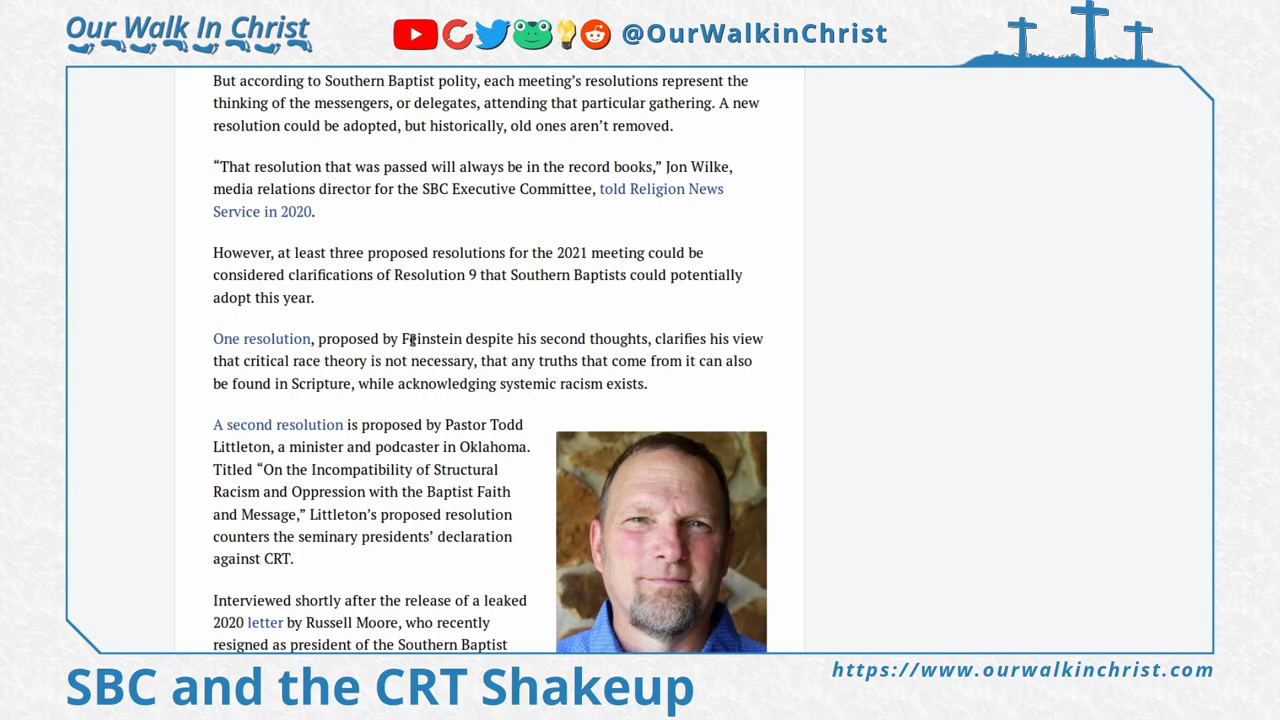 Our Walk In Christ
@OurWalkinChrist
But according to Southern Baptist polity, each meeting’s resolutions represent the
thinking of the messengers, or delegates, attending that particular gathering. A new
resolution could be adopted, but historically, old ones aren’t removed.
“That resolution that was passed will always be in the record books,” Jon Wilke,
media relations director for the SBC Executive Committee, told Religion News
Service in 2020.
However, at least three proposed resolutions for the 2021 meeting could be
considered clarifications of Resolution 9 that Southern Baptists could potentially
adopt this year.
One resolution, proposed by Feinstein despite his second thoughts, clarifies his view
that critical race theory is not necessary, that any truths that come from it can also
be found in Scripture, while acknowledging systemic racism exists.
A second resolution is proposed by Pastor Todd
Littleton, a minister and podcaster in Oklahoma.
Titled “On the Incompatibility of Structural
Racism and Oppression with the Baptist Faith
and Message,” Littleton’s proposed resolution
counters the seminary presidents’ declaration
against CRT.
Interviewed shortly after the release of a leaked
2020 letter by Russell Moore, who recently
resigned as president of the Southern Baptist
SBC and the CRT Shakeup
https://www.ourwalkinchrist.com